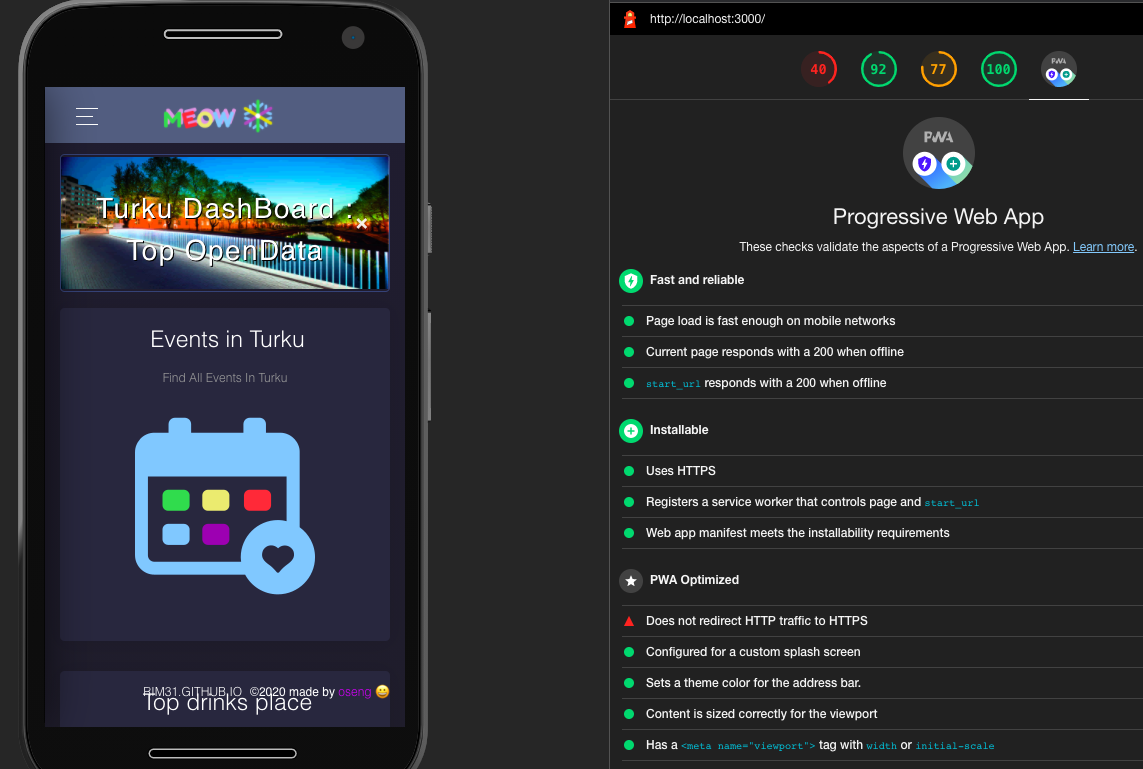 MEOW
Turku DashBoard :
Top OpenData
×
Events in Turku
Find All Events In Turku
RIM31.GITHUB.IO ©2020 made by oseng 😀
Top drinks place
http://localhost:3000/
40 92 77 100 PWA
PWA
Progressive Web App
These checks validate the aspects of a Progressive Web App. Learn more.
Fast and reliable
Page load is fast enough on mobile networks
Current page responds with a 200 when offline
start_url responds with a 200 when offline
Installable
Uses HTTPS
Registers a service worker that controls page and start_url
Web app manifest meets the installability requirements
PWA Optimized
Does not redirect HTTP traffic to HTTPS
Configured for a custom splash screen
Sets a theme color for the address bar.
Content is sized correctly for the viewport
Has a <meta name="viewport"> tag with width or initial-scale